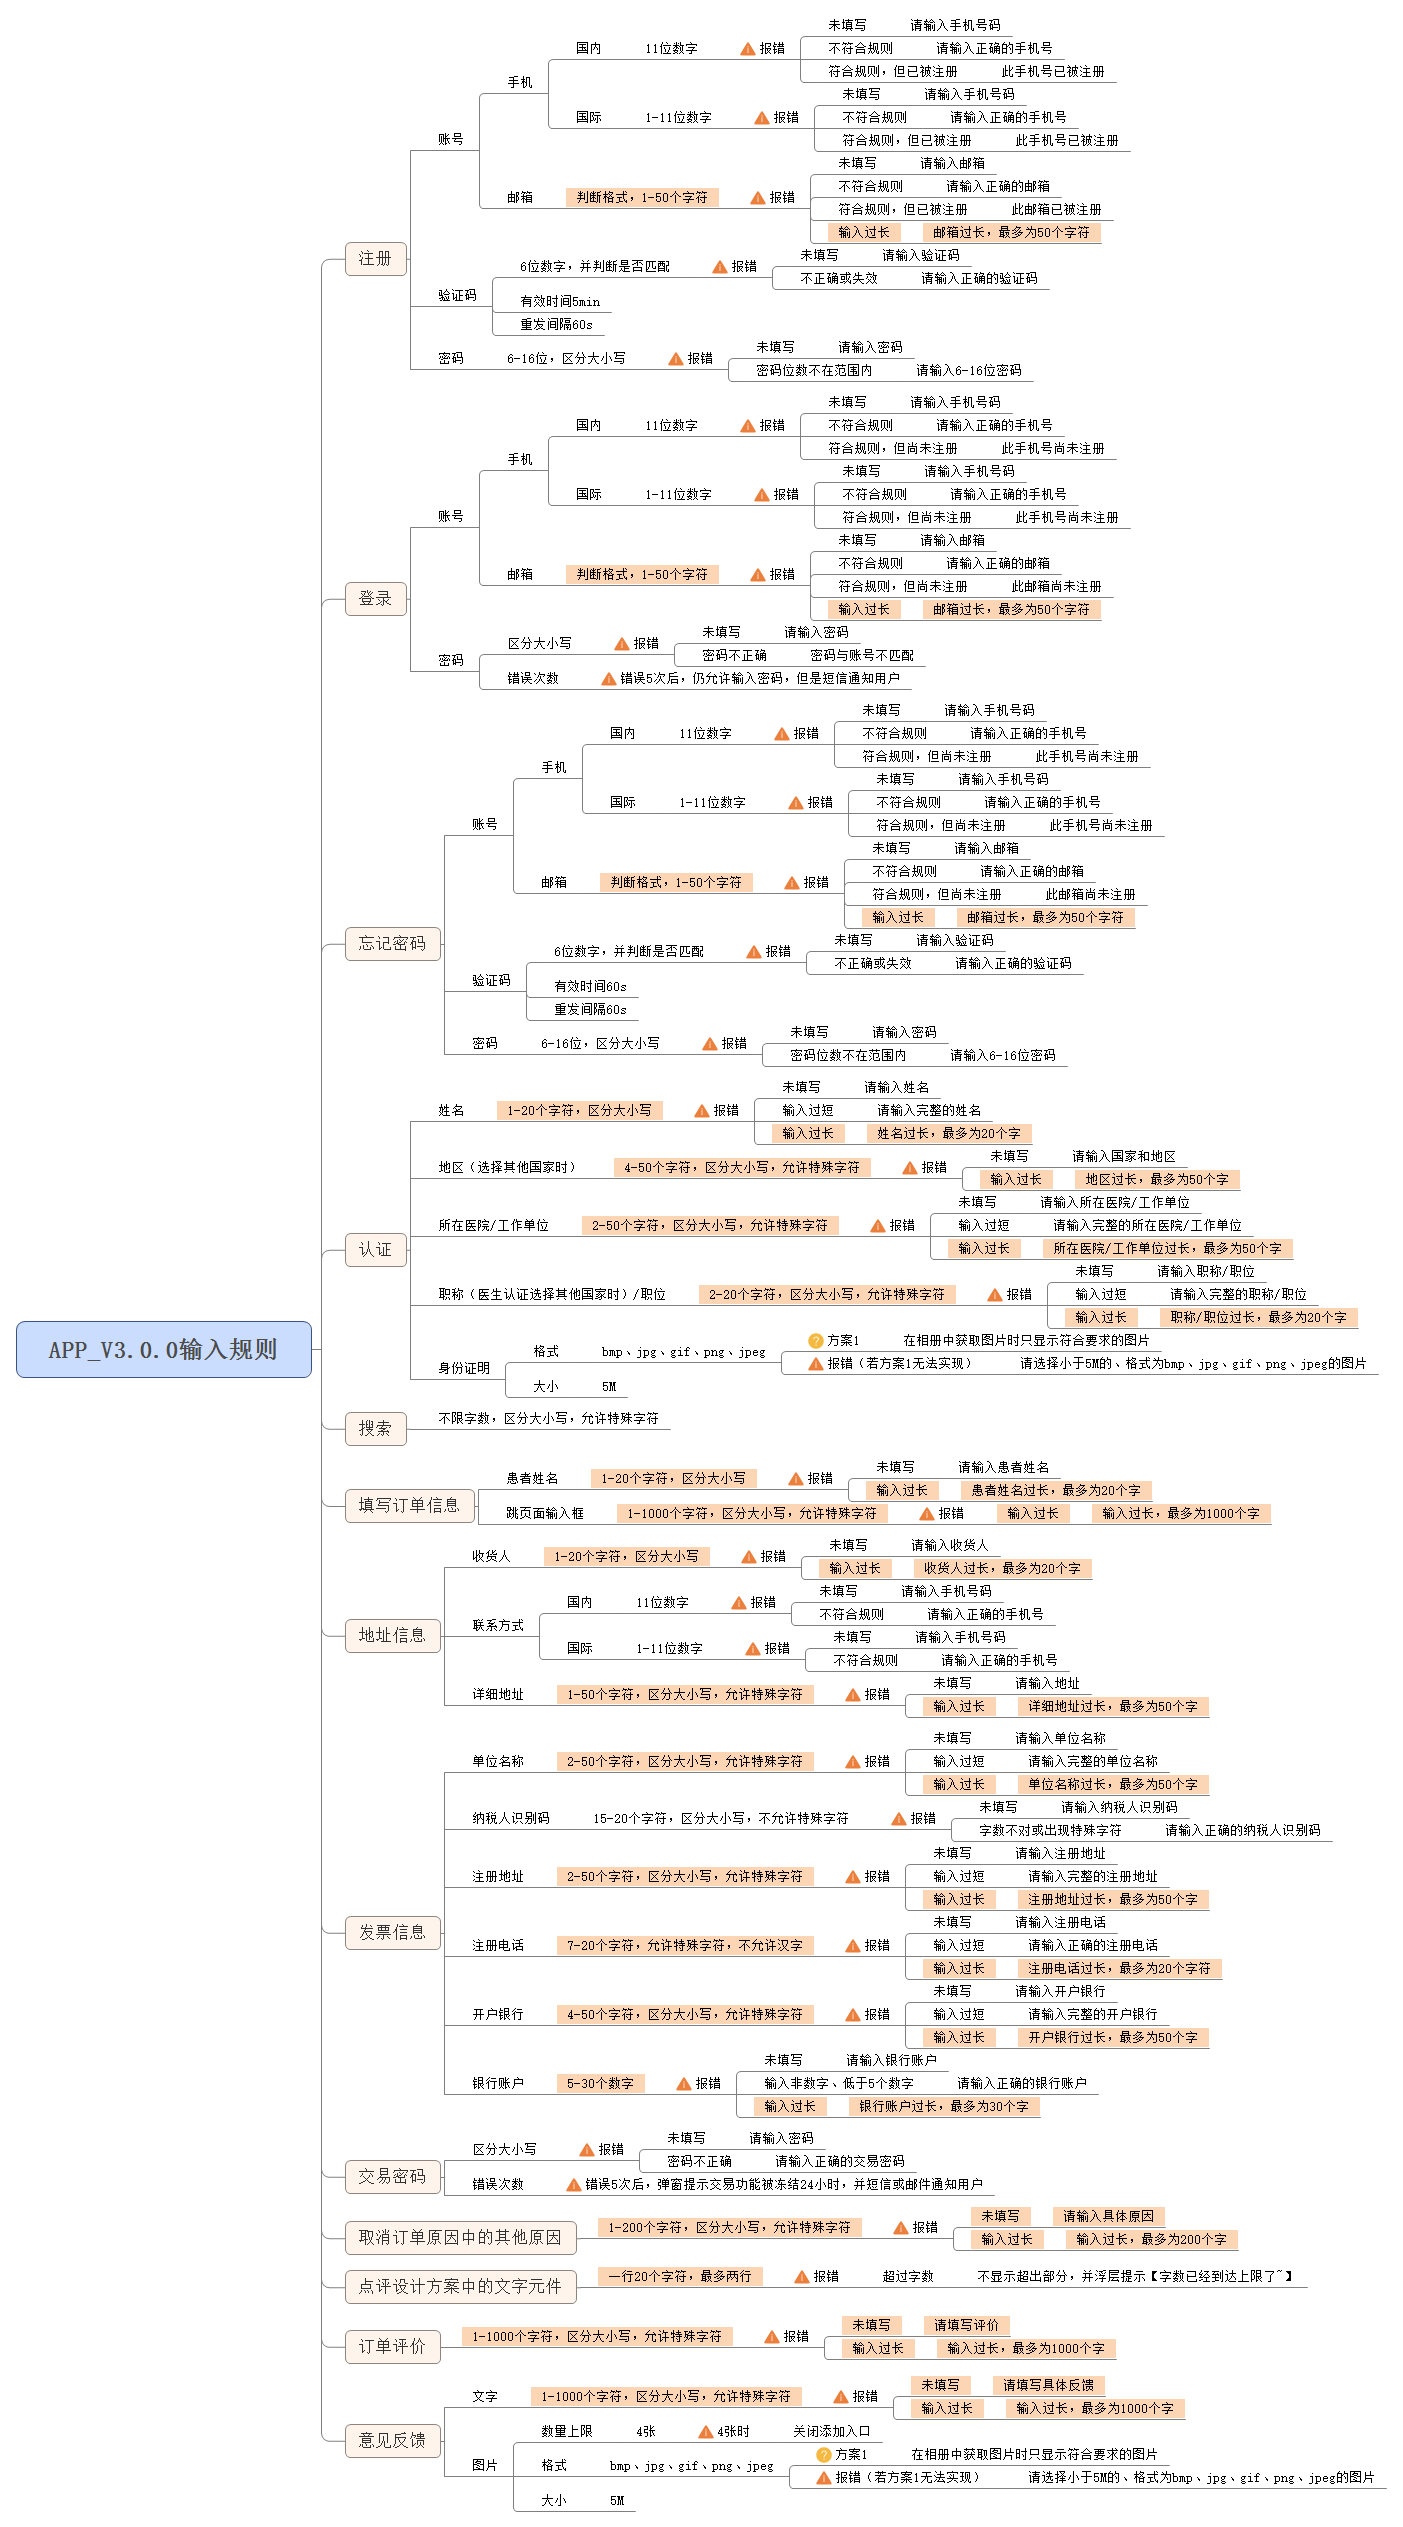 APP_V3.0.0输入规则
注册
账号
手机
国内 11位数字 报错
未填写 请输入手机号码
不符合规则 请输入正确的手机号
符合规则，但已被注册 此手机号已被注册
国际 1-11位数字 报错
未填写 请输入手机号码
不符合规则 请输入正确的手机号
符合规则，但已被注册 此手机号已被注册
邮箱 判断格式，1-50个字符 报错
未填写 请输入邮箱
不符合规则 请输入正确的邮箱
符合规则，但已被注册 此邮箱已被注册
输入过长 邮箱过长，最多为50个字符
验证码
6位数字，并判断是否匹配 报错
未填写 请输入验证码
不正确或失效 请输入正确的验证码
有效时间5min
重发间隔60s
密码 6-16位，区分大小写 报错
未填写 请输入密码
密码位数不在范围内 请输入6-16位密码
登录
账号
手机
国内 11位数字 报错
未填写 请输入手机号码
不符合规则 请输入正确的手机号
符合规则，但尚未注册 此手机号尚未注册
国际 1-11位数字 报错
未填写 请输入手机号码
不符合规则 请输入正确的手机号
符合规则，但尚未注册 此手机号尚未注册
邮箱 判断格式，1-50个字符 报错
未填写 请输入邮箱
不符合规则 请输入正确的邮箱
符合规则，但尚未注册 此邮箱尚未注册
输入过长 邮箱过长，最多为50个字符
密码
区分大小写 报错
未填写 请输入密码
密码不正确 密码与账号不匹配
错误次数 错误5次后，仍允许输入密码，但是短信通知用户
忘记密码
账号
手机
国内 11位数字 报错
未填写 请输入手机号码
不符合规则 请输入正确的手机号
符合规则，但尚未注册 此手机号尚未注册
国际 1-11位数字 报错
未填写 请输入手机号码
不符合规则 请输入正确的手机号
符合规则，但尚未注册 此手机号尚未注册
邮箱 判断格式，1-50个字符 报错
未填写 请输入邮箱
不符合规则 请输入正确的邮箱
符合规则，但尚未注册 此邮箱尚未注册
输入过长 邮箱过长，最多为50个字符
验证码
6位数字，并判断是否匹配 报错
未填写 请输入验证码
不正确或失效 请输入正确的验证码
有效时间60s
重发间隔60s
密码 6-16位，区分大小写 报错
未填写 请输入密码
密码位数不在范围内 请输入6-16位密码
认证
姓名 1-20个字符，区分大小写 报错
未填写 请输入姓名
输入过短 请输入完整的姓名
输入过长 姓名过长，最多为20个字
地区（选择其他国家时） 4-50个字符，区分大小写，允许特殊字符 报错
未填写 请输入国家和地区
输入过长 地区过长，最多为50个字
所在医院/工作单位 2-50个字符，区分大小写，允许特殊字符 报错
未填写 请输入所在医院/工作单位
输入过短 请输入完整的所在医院/工作单位
输入过长 所在医院/工作单位过长，最多为50个字
职称（医生认证选择其他国家时）/职位 2-20个字符，区分大小写，允许特殊字符 报错
未填写 请输入职称/职位
输入过短 请输入完整的职称/职位
输入过长 职称/职位过长，最多为20个字
身份证明
格式 bmp、jpg、gif、png、jpeg
方案1 在相册中获取图片时只显示符合要求的图片
报错（若方案1无法实现） 请选择小于5M的、格式为bmp、jpg、gif、png、jpeg的图片
大小 5M
搜索 不限字数，区分大小写，允许特殊字符
填写订单信息
患者姓名 1-20个字符，区分大小写 报错
未填写 请输入患者姓名
输入过长 患者姓名过长，最多为20个字
跳页面输入框 1-1000个字符，区分大小写，允许特殊字符 报错 输入过长 输入过长，最多为1000个字
地址信息
收货人 1-20个字符，区分大小写 报错
未填写 请输入收货人
输入过长 收货人过长，最多为20个字
联系方式
国内 11位数字 报错
未填写 请输入手机号码
不符合规则 请输入正确的手机号
国际 1-11位数字 报错
未填写 请输入手机号码
不符合规则 请输入正确的手机号
详细地址 1-50个字符，区分大小写，允许特殊字符 报错
未填写 请输入地址
输入过长 详细地址过长，最多为50个字
发票信息
单位名称 2-50个字符，区分大小写，允许特殊字符 报错
未填写 请输入单位名称
输入过短 请输入完整的单位名称
输入过长 单位名称过长，最多为50个字
纳税人识别码 15-20个字符，区分大小写，不允许特殊字符 报错
未填写 请输入纳税人识别码
字数不对或出现特殊字符 请输入正确的纳税人识别码
注册地址 2-50个字符，区分大小写，允许特殊字符 报错
未填写 请输入注册地址
输入过短 请输入完整的注册地址
输入过长 注册地址过长，最多为50个字
注册电话 7-20个字符，允许特殊字符，不允许汉字 报错
未填写 请输入注册电话
输入过短 请输入正确的注册电话
输入过长 注册电话过长，最多为20个字符
开户银行 4-50个字符，区分大小写，允许特殊字符 报错
未填写 请输入开户银行
输入过短 请输入完整的开户银行
输入过长 开户银行过长，最多为50个字
银行账户 5-30个数字 报错
未填写 请输入银行账户
输入非数字、低于5个数字 请输入正确的银行账户
输入过长 银行账户过长，最多为30个字
交易密码
区分大小写 报错
未填写 请输入密码
密码不正确 请输入正确的交易密码
错误次数 错误5次后，弹窗提示交易功能被冻结24小时，并短信或邮件通知用户
取消订单原因中的其他原因 1-200个字符，区分大小写，允许特殊字符 报错
未填写 请输入具体原因
输入过长 输入过长，最多为200个字
点评设计方案中的文字元件 一行20个字符，最多两行 报错 超过字数 不显示超出部分，并浮层提示【字数已经到达上限了~】
订单评价 1-1000个字符，区分大小写，允许特殊字符 报错
未填写 请填写评价
输入过长 输入过长，最多为1000个字
意见反馈
文字 1-1000个字符，区分大小写，允许特殊字符 报错
未填写 请填写具体反馈
输入过长 输入过长，最多为1000个字
图片
数量上限 4张 4张时 关闭添加入口
格式 bmp、jpg、gif、png、jpeg
方案1 在相册中获取图片时只显示符合要求的图片
报错（若方案1无法实现） 请选择小于5M的、格式为bmp、jpg、gif、png、jpeg的图片
大小 5M